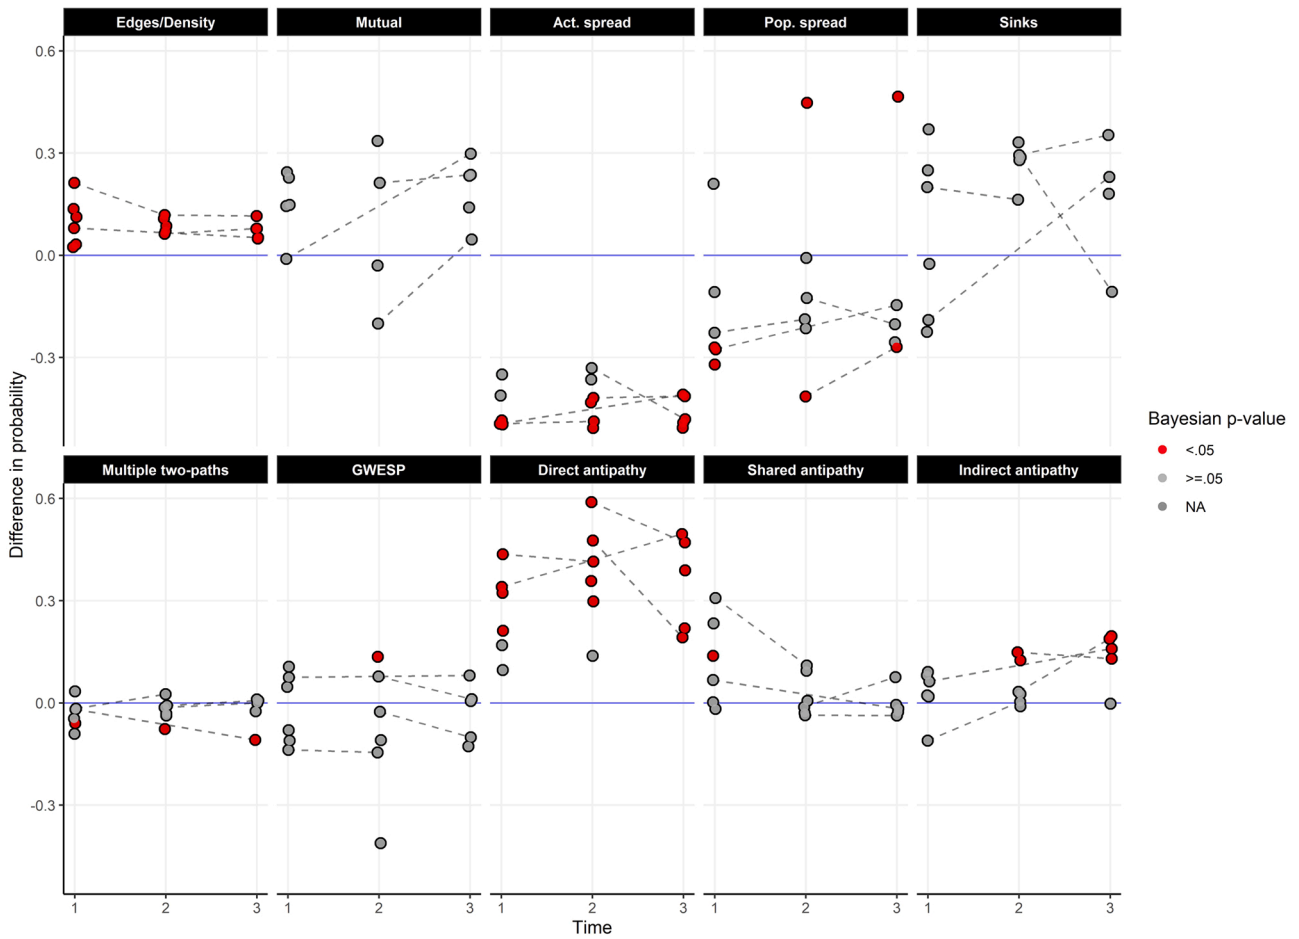 Edges/Density Mutual Act. spread Pop. spread Sinks
0.6
0.3
0.0
-0.3
Difference in probability
Multiple two-paths GWESP Direct antipathy Shared antipathy Indirect antipathy
0.6
0.3
0.0
-0.3
1 2 3 1 2 3 1 2 3 1 2 3 1 2 3
Time
Bayesian p-value
<.05
>=.05
NA